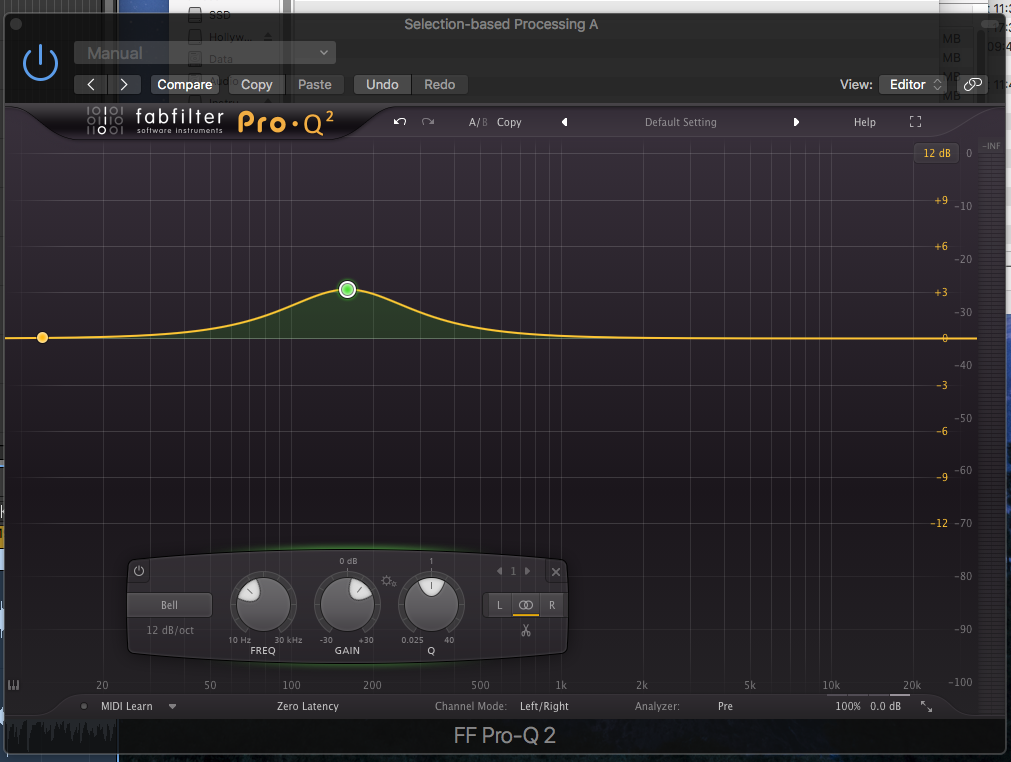 Selection-based Processing A
SSD
Hollyw...
Data
Manual
Compare Copy Paste Undo Redo View: Editor
fabfilter
software instruments
Pro·Q²
A/B Copy Default Setting Help
-INF
12 dB 0
+9 -10
+6 -20
+3 -30
0 -40
-3 -50
-6 -60
-9
-12 -70
-80
-90
-100
0 dB 1
1
Bell
12 dB/oct
L R
10 Hz 30 kHz -30 +30 0.025 40
FREQ GAIN Q
20 50 100 200 500 1k 2k 5k 10k 20k
MIDI Learn Zero Latency Channel Mode: Left/Right Analyzer: Pre 100% 0.0 dB
FF Pro-Q 2